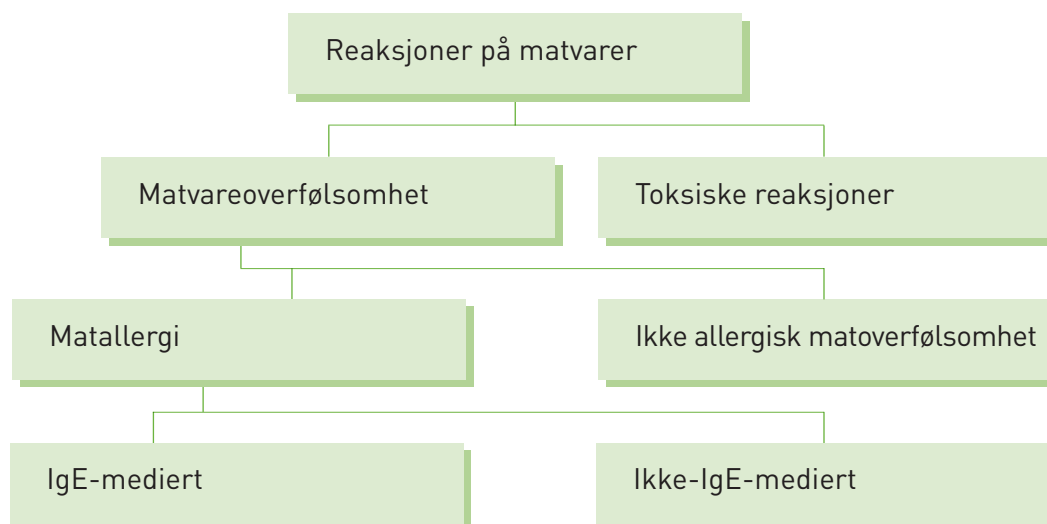 Reaksjoner på matvarer
Matvareoverfølsomhet
Toksiske reaksjoner
Matallergi
Ikke allergisk matoverfølsomhet
IgE-mediert
Ikke-IgE-mediert